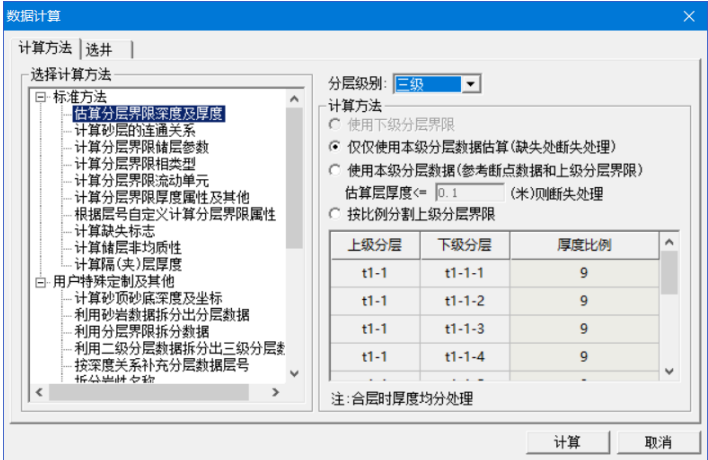 数据计算
计算方法
选井
选择计算方法
标准方法
估算分层界限深度及厚度
计算砂层的连通关系
计算分层界限储层参数
计算分层界限相类型
计算分层界限流动单元
计算分层界限厚度属性及其他
根据层号自定义计算分层界限属性
计算缺失标志
计算储层非均质性
计算隔(夹)层厚度
用户特殊定制及其他
计算砂顶砂底深度及坐标
利用砂岩数据拆分出分层数据
利用分层界限拆分数据
利用二级分层数据拆分出三级分层数
按深度关系补充分层数据层号
拆分岩性名称
分层级别: 三级
计算方法
使用下级分层界限
仅仅使用本级分层数据估算(缺失处断失处理)
使用本级分层数据(参考断点数据和上级分层界限)
估算层厚度<= 0.1 (米)则断失处理
按比例分割上级分层界限
上级分层 下级分层 厚度比例
t1-1 t1-1-1 9
t1-1 t1-1-2 9
t1-1 t1-1-3 9
t1-1 t1-1-4 9
注:合层时厚度均分处理
计算 取消